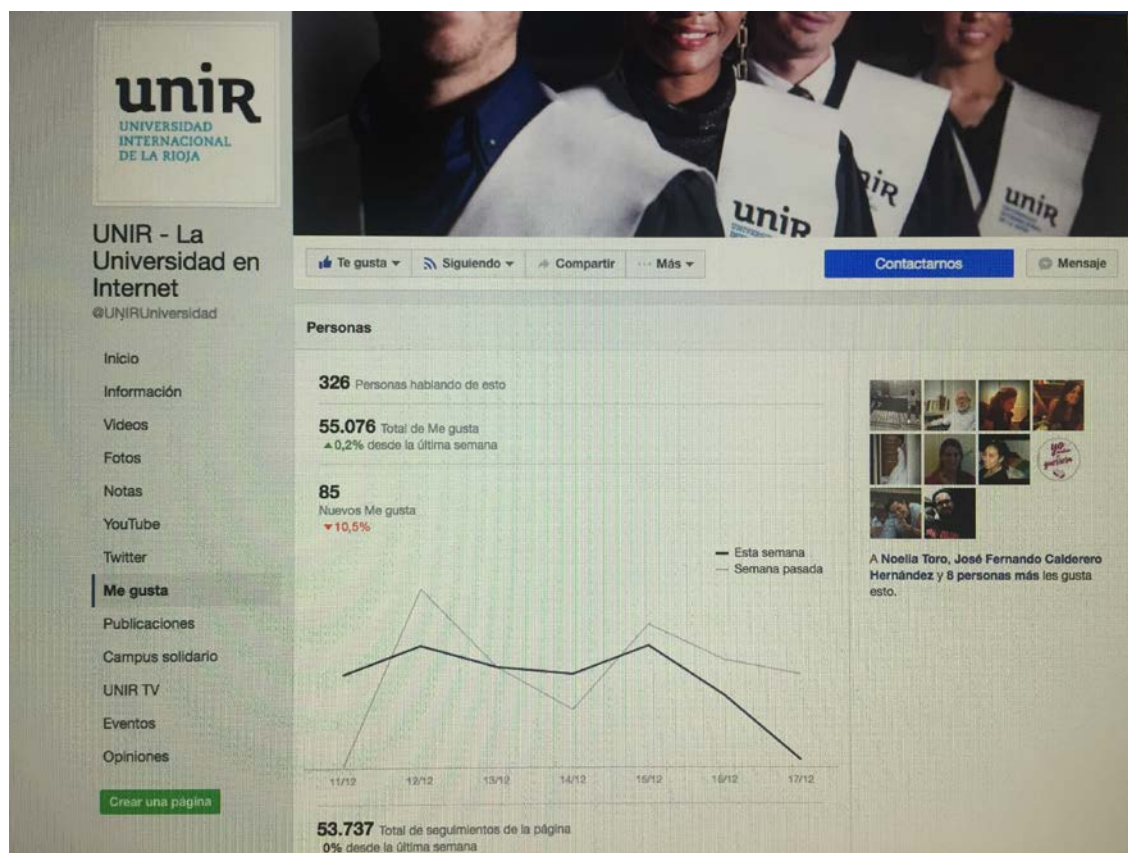 unиR
UNIVERSIDAD
INTERNACIONAL
DE LA RIOJA
unir
unir
UNIR - La
Universidad en
Internet
@UNIRUniversidad
Inicio
Información
Videos
Fotos
Notas
YouTube
Twitter
Me gusta
Publicaciones
Campus solidario
UNIR TV
Eventos
Opiniones
Crear una página
Te gusta
Siguiendo
Compartir
Más
Contactarnos
Mensaje
Personas
326 Personas hablando de esto
55.076 Total de Me gusta
0,2% desde la última semana
85
Nuevos Me gusta
10,5%
Esta semana
Semana pasada
11/12 12/12 13/12 14/12 15/12 16/12 17/12
53.737 Total de seguimientos de la página
0% desde la última semana
yo
A Noelia Toro, José Fernando Calderero
Hernández y 8 personas más les gusta
esto.